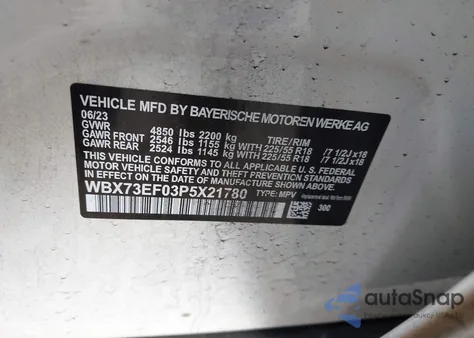 VEHICLE MFD BY BAYERISCHE MOTOREN WERKE AG
06/23
GVWR 4850 lbs 2200 kg TIRE/RIM
GAWR FRONT 2546 lbs 1155 kg WITH 225/55 R18 /7 1/2J x18
GAWR REAR 2524 lbs 1145 kg WITH 225/55 R18 /7 1/2J x18
THIS VEHICLE CONFORMS TO ALL APPLICABLE U.S. FEDERAL
MOTOR VEHICLE SAFETY STANDARDS
IN EFFECT ON THE DATE OF MANUFACTURE SHOWN ABOVE.
WBX73EF03P5X21780 TYPE: MPV
300
autoSnap